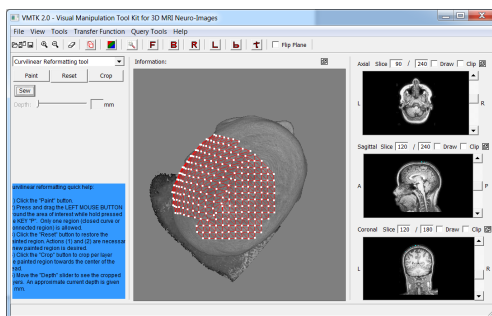 VMTK 2.0 - Visual Manipulation Tool Kit for 3D MRI Neuro-Images
File View Tools Transfer Function Query Tools Help
F B R L b t Flip Plane
Curvilinear Reformatting tool
Paint Reset Crop
Sew
Depth: mm
Information:
Axial Slice 90 / 240 Draw Clip
L R
Sagittal Slice 120 / 240 Draw Clip
A P
Coronal Slice 120 / 180 Draw Clip
L R
urvilinear reformatting quick help:
) Click the "Paint" button.
) Press and drag the LEFT MOUSE BUTTON
round the area of interest while hold pressed
e KEY "P". Only one region (closed curve or
onnected region) is allowed.
) Click the "Reset" button to restore the
inted region. Actions (1) and (2) are necessar
new painted region is desired.
) Click the "Crop" button to crop per layer
e painted region towards the center of the
ead.
) Move the "Depth" slider to see the cropped
yers. An approximate current depth is given
mm.